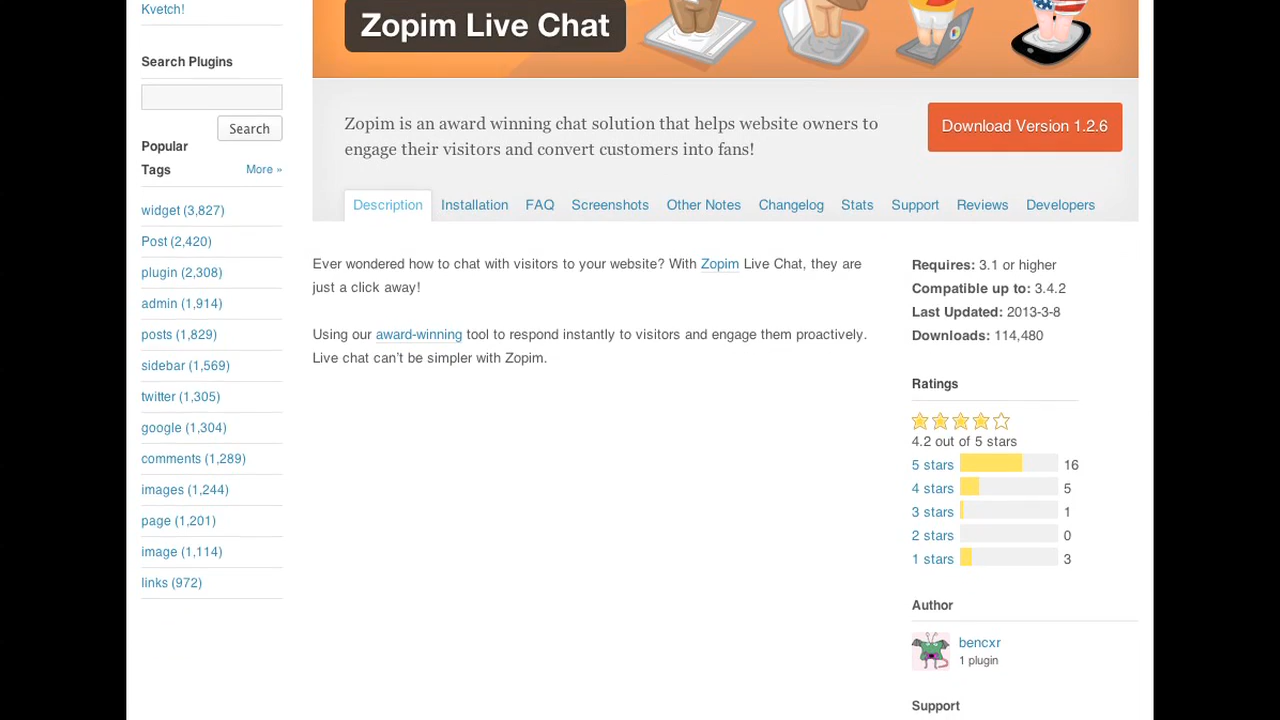 Kvetch!
Search Plugins
Search
Popular
Tags
More »
widget (3,827)
Post (2,420)
plugin (2,308)
admin (1,914)
posts (1,829)
sidebar (1,569)
twitter (1,305)
google (1,304)
comments (1,289)
images (1,244)
page (1,201)
image (1,114)
links (972)
Zopim Live Chat
Zopim is an award winning chat solution that helps website owners to
engage their visitors and convert customers into fans!
Download Version 1.2.6
Description Installation FAQ Screenshots Other Notes Changelog Stats Support Reviews Developers
Ever wondered how to chat with visitors to your website? With Zopim Live Chat, they are
just a click away!
Using our award-winning tool to respond instantly to visitors and engage them proactively.
Live chat can't be simpler with Zopim.
Requires: 3.1 or higher
Compatible up to: 3.4.2
Last Updated: 2013-3-8
Downloads: 114,480
Ratings
4.2 out of 5 stars
5 stars 16
4 stars 5
3 stars 1
2 stars 0
1 stars 3
Author
bencxr
1 plugin
Support